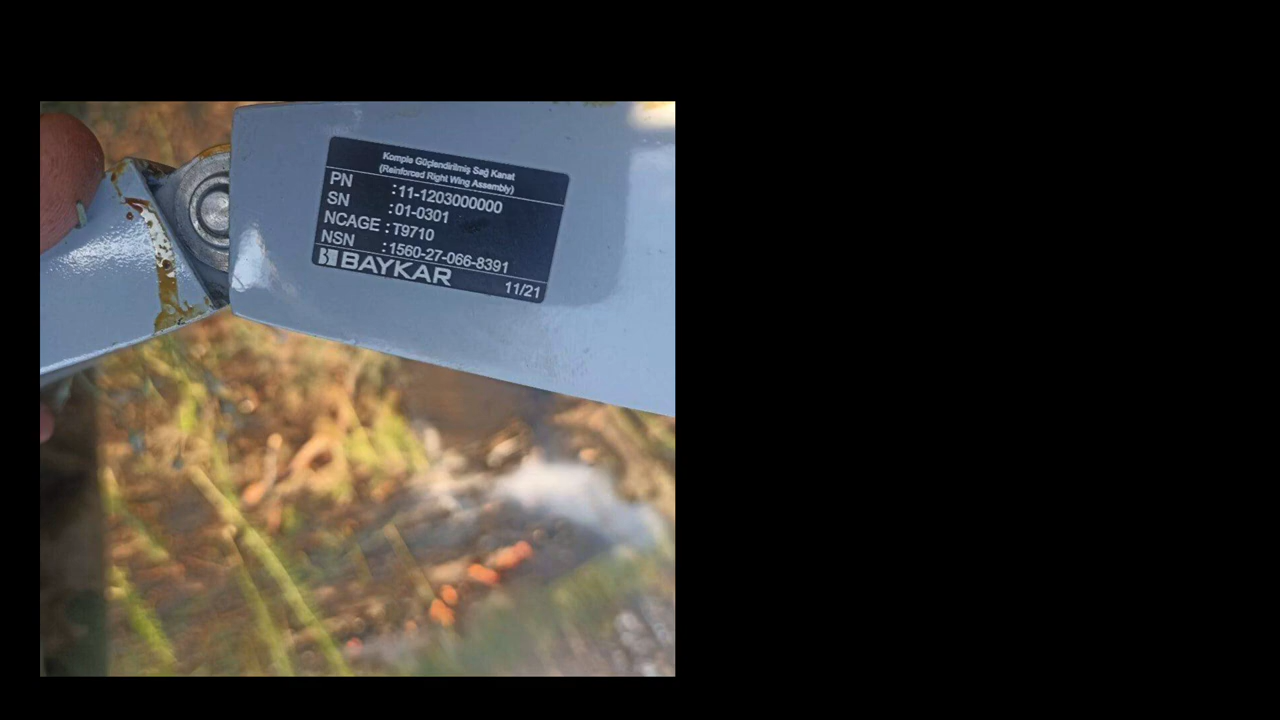 Komple Güçlendirilmiş Sağ Kanat
(Reinforced Right Wing Assembly)
PN :11-1203000000
SN :01-0301
NCAGE :T9710
NSN :1560-27-066-8391
BAYKAR 11/21